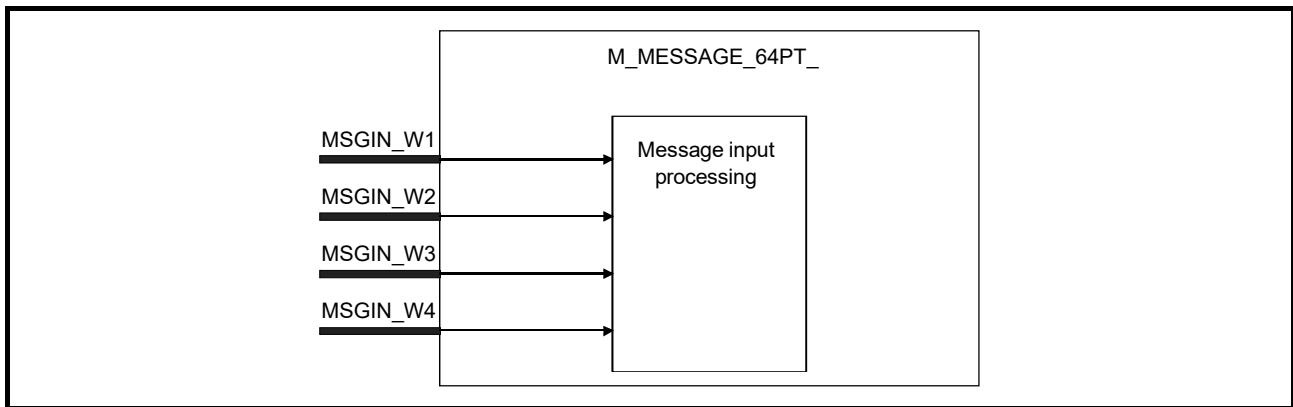 M_MESSAGE_64PT_
MSGIN_W1
Message input
processing
MSGIN_W2
MSGIN_W3
MSGIN_W4